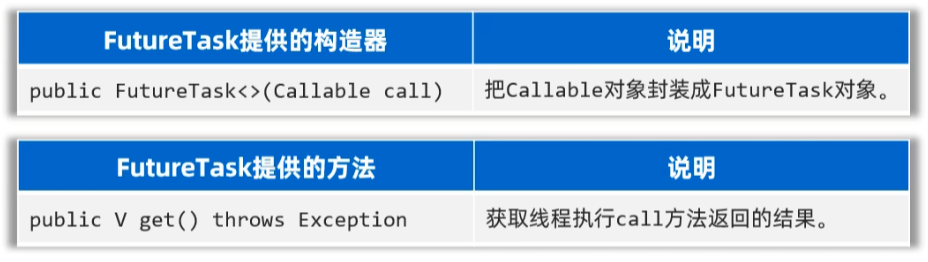 FutureTask提供的构造器 说明
public FutureTask<>(Callable call) 把Callable对象封装成FutureTask对象。
FutureTask提供的方法 说明
public V get() throws Exception 获取线程执行call方法返回的结果。